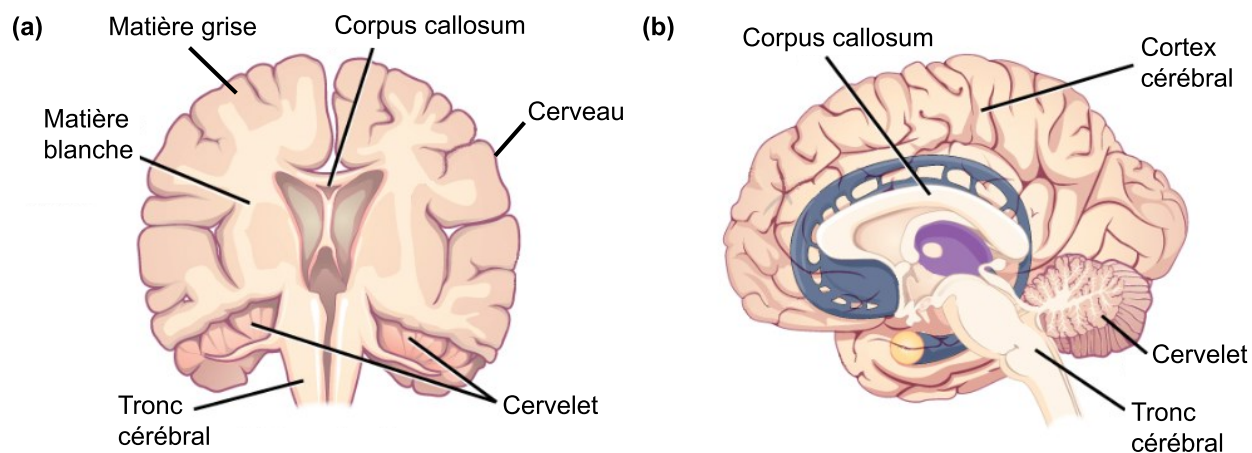 (a)
Matière grise
Corpus callosum
Matière
blanche
Cerveau
Tronc
cérébral
Cervelet
(b)
Corpus callosum
Cortex
cérébral
Cervelet
Tronc
cérébral